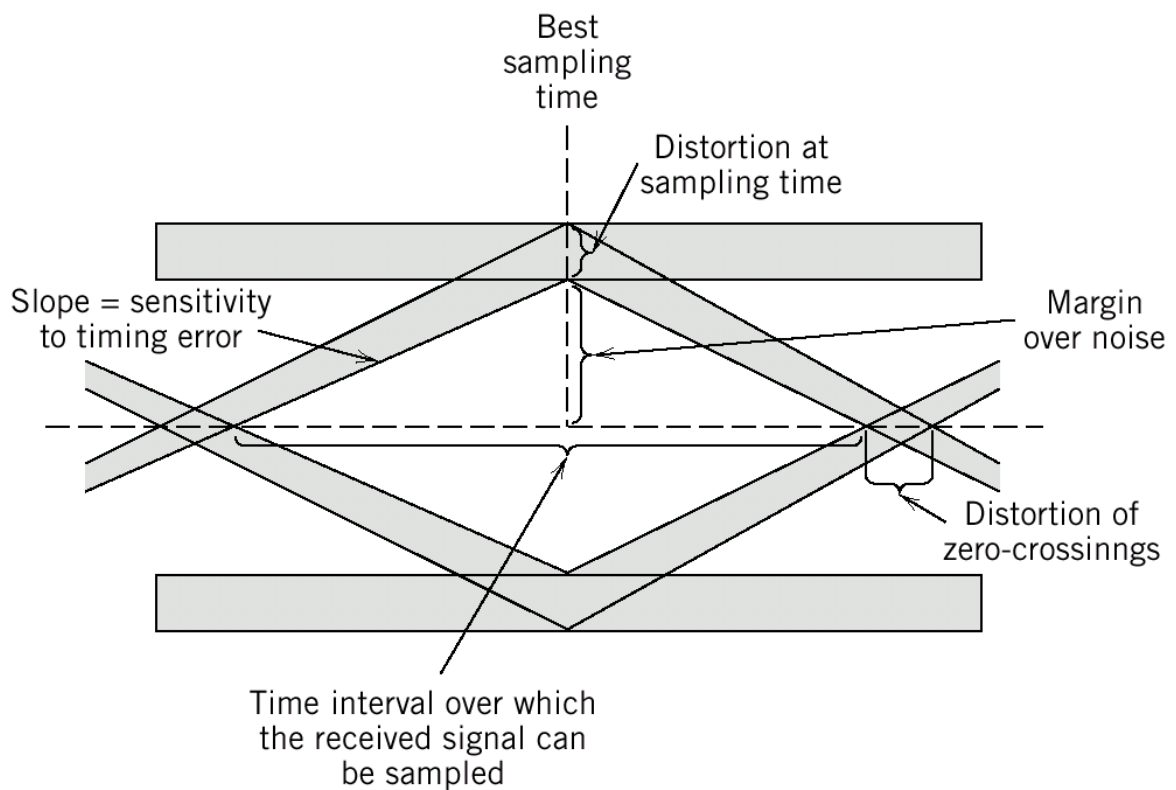 Best
sampling
time
Distortion at
sampling time
Slope = sensitivity
to timing error
Margin
over noise
Distortion of
zero-crossinngs
Time interval over which
the received signal can
be sampled